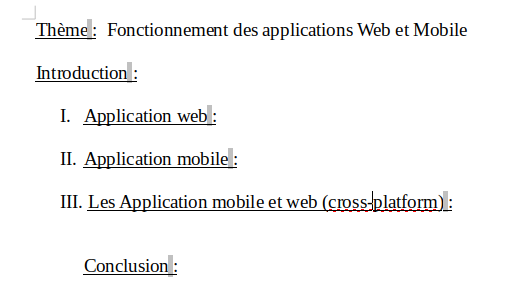 Thème : Fonctionnement des applications Web et Mobile
Introduction :
I. Application web :
II. Application mobile :
III. Les Application mobile et web (cross-platform) :
Conclusion :